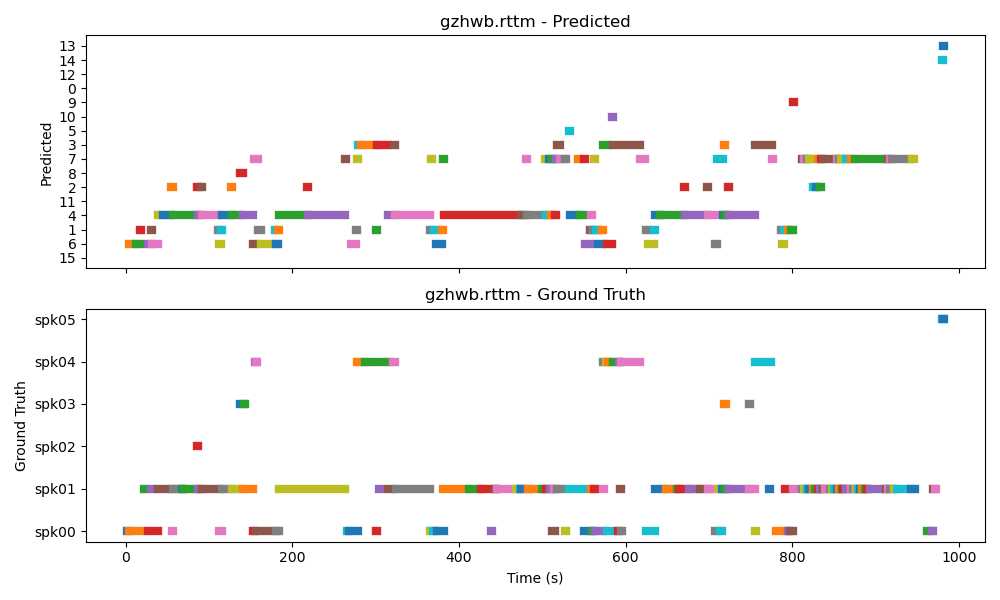 gzhwb.rttm - Predicted
13
14
12
0
9
10
5
3
7
8
2
11
4
1
6
15
Predicted
gzhwb.rttm - Ground Truth
spk05
spk04
spk03
spk02
spk01
spk00
Ground Truth
0 200 400 600 800 1000
Time (s)